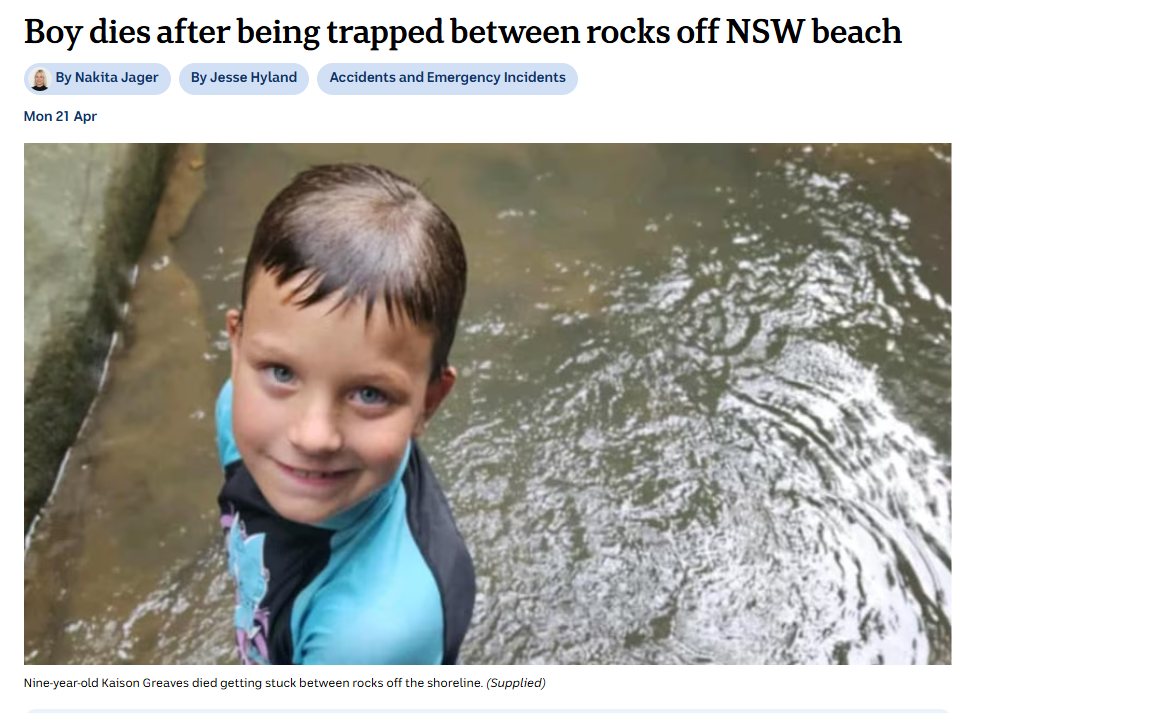 Boy dies after being trapped between rocks off NSW beach
By Nakita Jager By Jesse Hyland Accidents and Emergency Incidents
Mon 21 Apr
Nine-year-old Kaison Greaves died getting stuck between rocks off the shoreline. (Supplied)